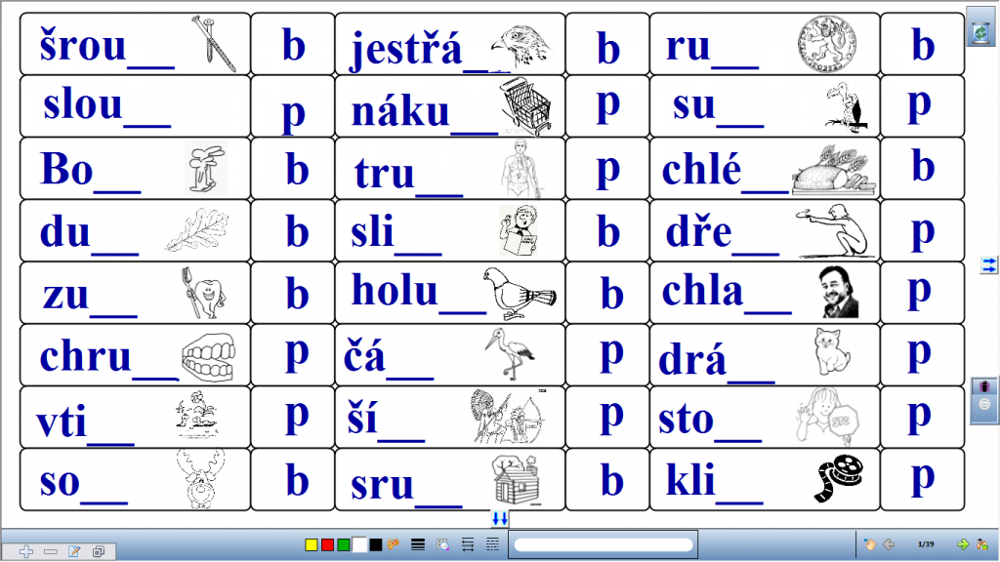 šrou__ b jestřá__ b ru__ b
slou__ p náku__ p su__ p
Bo__ b tru__ p chlé__ b
du__ b sli__ b dře__ p
zu__ b holu__ b chla__ p
chru__ p čá__ p drá__ p
vti__ p ší__ p sto__ p
so__ b sru__ b kli__ p
1/39